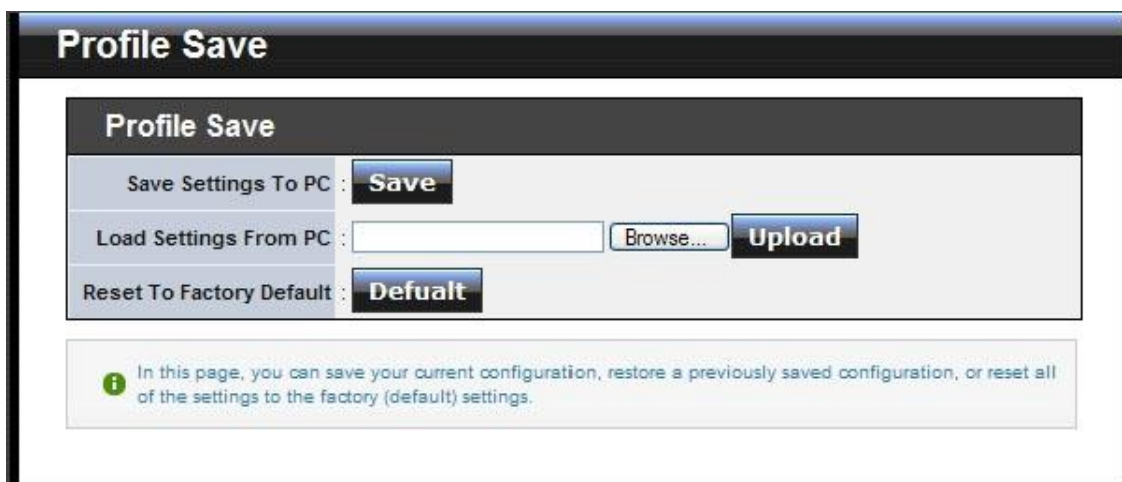 Profile Save
Profile Save
Save Settings To PC : Save
Load Settings From PC : Browse... Upload
Reset To Factory Default : Defualt
In this page, you can save your current configuration, restore a previously saved configuration, or reset all
of the settings to the factory (default) settings.